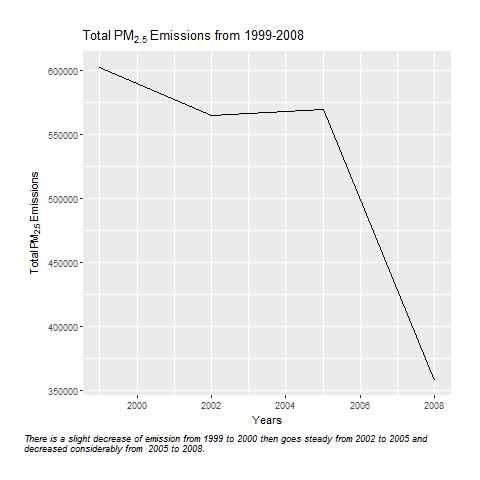 Total PM2.5 Emissions from 1999-2008
Total PM2.5 Emissions
600000
550000
500000
450000
400000
350000
2000
2002
2004
2006
2008
Years
There is a slight decrease of emission from 1999 to 2000 then goes steady from 2002 to 2005 and
decreased considerably from  2005 to 2008.